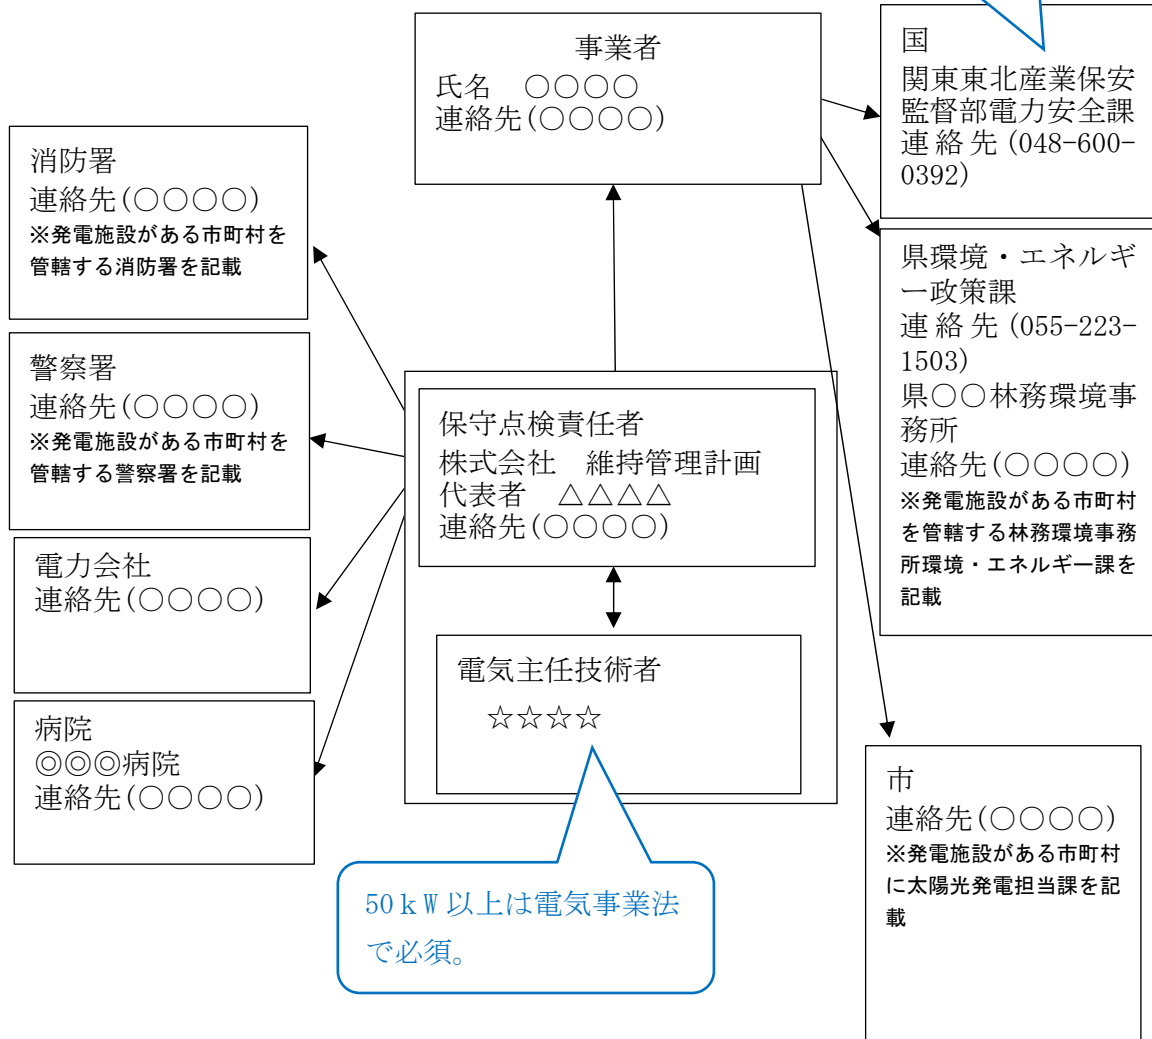 事業者
氏名　○○○○
連絡先(○○○○)
国
関東東北産業保安
監督部電力安全課
連絡先(048-600-
0392)
消防署
連絡先(○○○○)
※発電施設がある市町村を
管轄する消防署を記載
県環境・エネルギ
ー政策課
連絡先(055-223-
1503)
県○○林務環境事
務所
連絡先(○○○○)
※発電施設がある市町村
を管轄する林務環境事務
所環境・エネルギー課を
記載
警察署
連絡先(○○○○)
※発電施設がある市町村を
管轄する警察署を記載
保守点検責任者
株式会社　維持管理計画
代表者　△△△△
連絡先(○○○○)
電力会社
連絡先(○○○○)
電気主任技術者
☆☆☆☆
病院
◎◎◎病院
連絡先(○○○○)
市
連絡先(○○○○)
※発電施設がある市町村
に太陽光発電担当課を記
載
50ｋW以上は電気事業法
で必須。